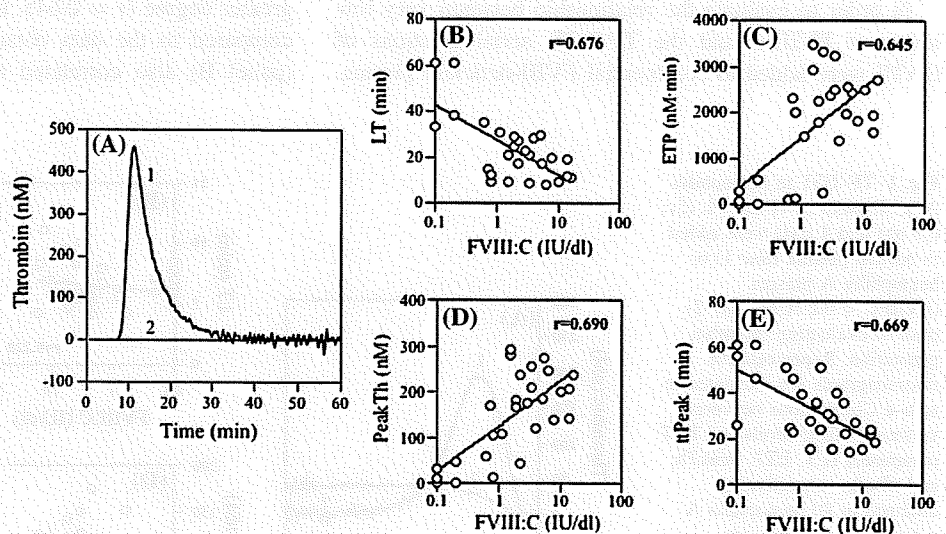 (A)
Thrombin (nM)
500
400
300
200
100
0
-100
1
2
0 10 20 30 40 50 60
Time (min)
(B)
r=0.676
LT (min)
80
60
40
20
0
0.1 1 10 100
FVIII:C (IU/dl)
(C)
r=0.645
ETP (nM·min)
4000
3000
2000
1000
0
0.1 1 10 100
FVIII:C (IU/dl)
(D)
r=0.690
PeakTh (nM)
400
300
200
100
0
0.1 1 10 100
FVIII:C (IU/dl)
(E)
r=0.669
ttPeak (min)
80
60
40
20
0
0.1 1 10 100
FVIII:C (IU/dl)